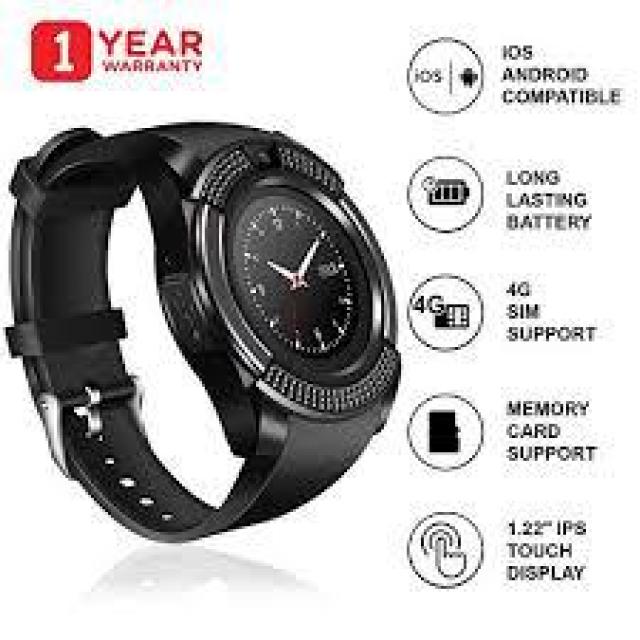 1 YEAR
WARRANTY
iOS
IOS
ANDROID
COMPATIBLE
LONG
LASTING
BATTERY
4G
4G
SIM
SUPPORT
MEMORY
CARD
SUPPORT
1.22" IPS
TOUCH
DISPLAY